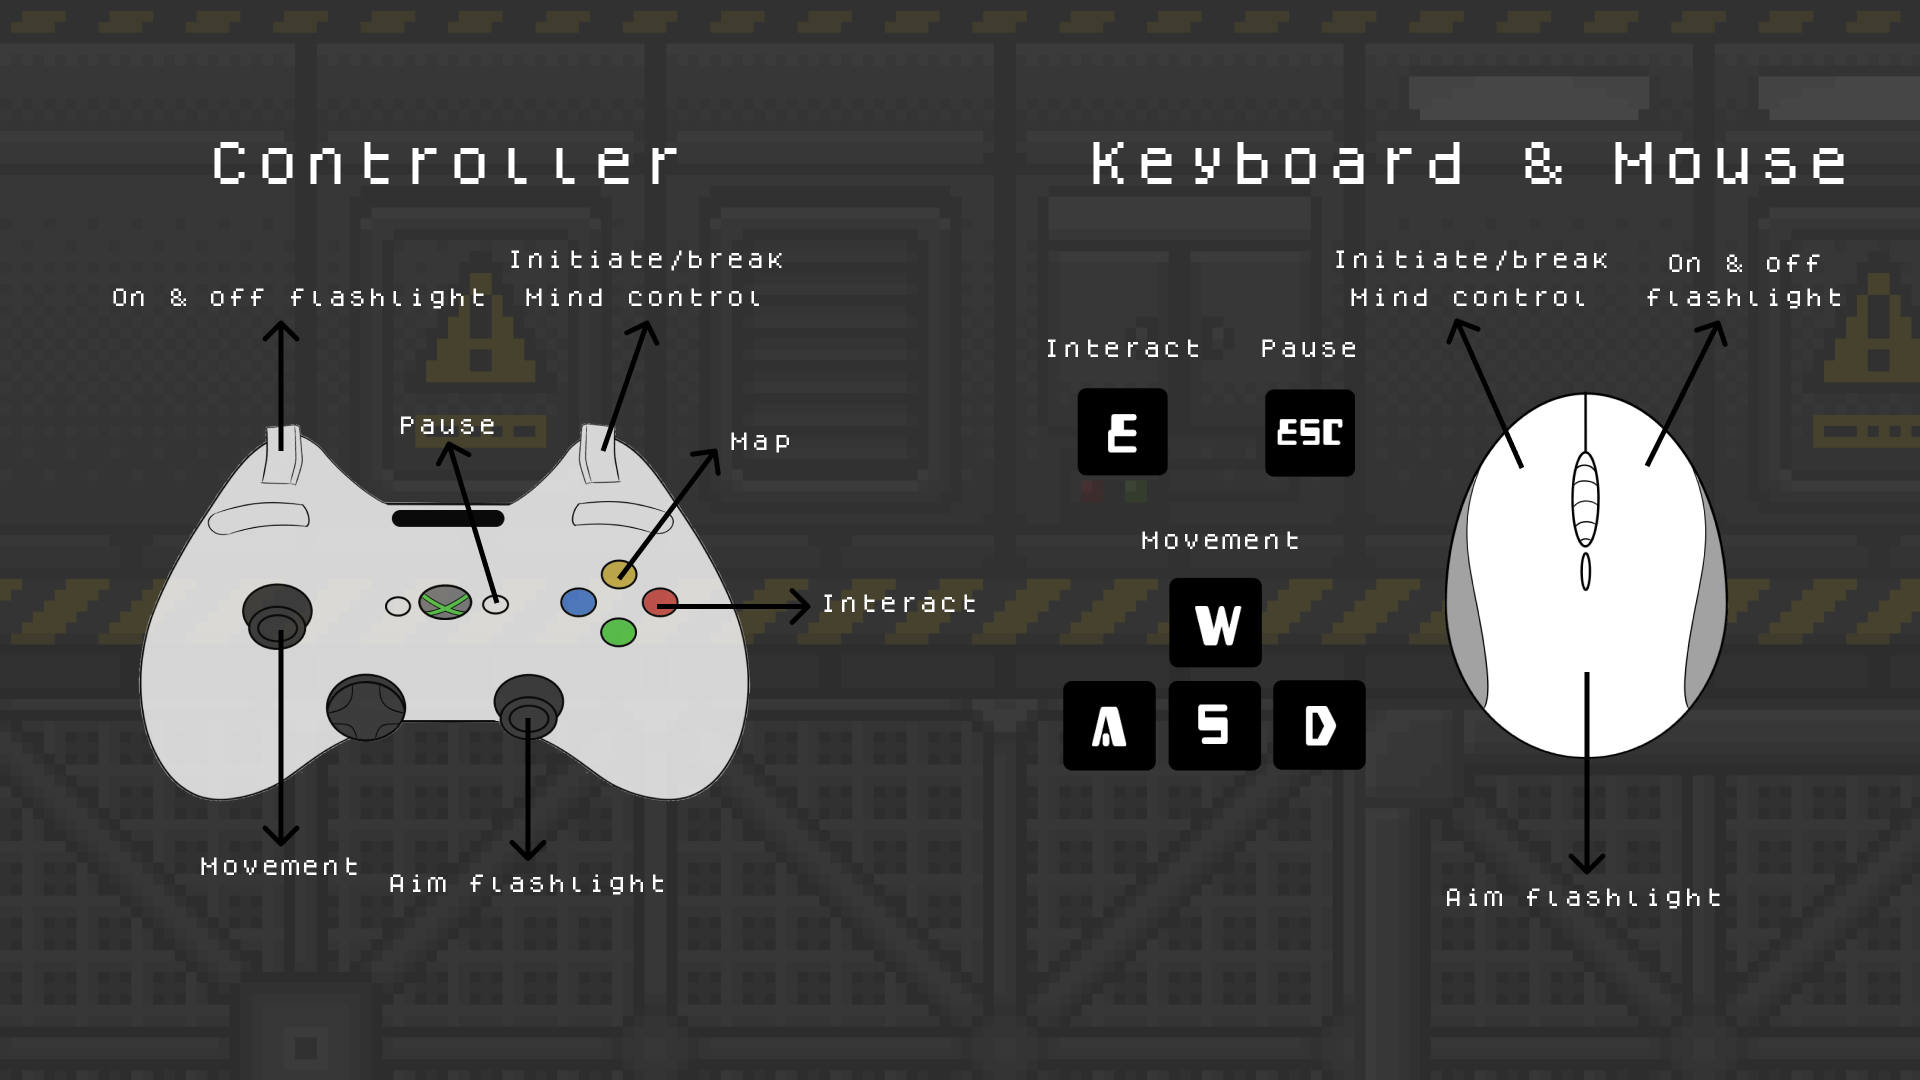 Controller
Initiate/break
On & off flashlight
Mind control
Pause
Map
Interact
Movement
Aim flashlight
Keyboard & Mouse
Initiate/break
Mind control
On & off
flashlight
Interact
Pause
E
ESC
Movement
W
A
S
D
Aim flashlight